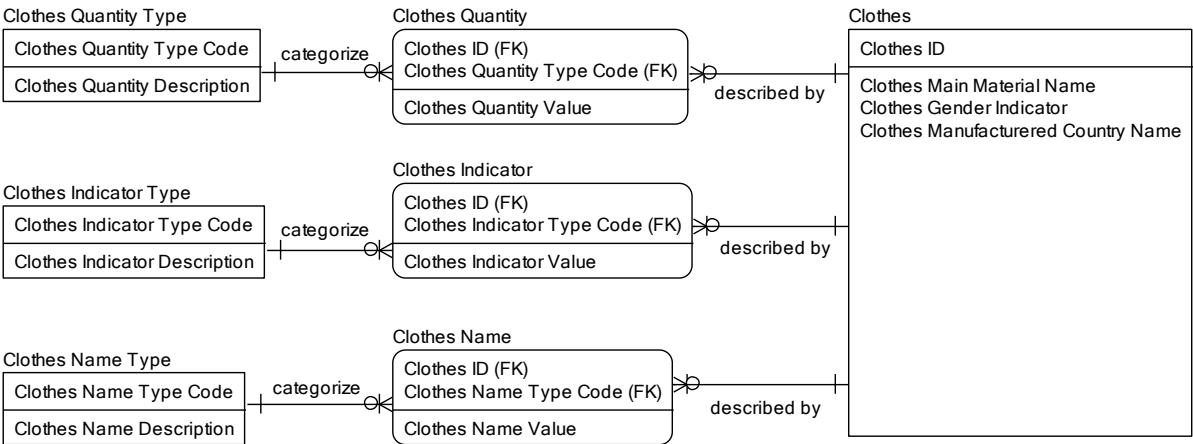 Clothes Quantity Type
Clothes Quantity Type Code
Clothes Quantity Description
categorize
Clothes Quantity
Clothes ID (FK)
Clothes Quantity Type Code (FK)
Clothes Quantity Value
described by
Clothes
Clothes ID
Clothes Main Material Name
Clothes Gender Indicator
Clothes Manufacturered Country Name
Clothes Indicator Type
Clothes Indicator Type Code
Clothes Indicator Description
categorize
Clothes Indicator
Clothes ID (FK)
Clothes Indicator Type Code (FK)
Clothes Indicator Value
described by
Clothes Name Type
Clothes Name Type Code
Clothes Name Description
categorize
Clothes Name
Clothes ID (FK)
Clothes Name Type Code (FK)
Clothes Name Value
described by